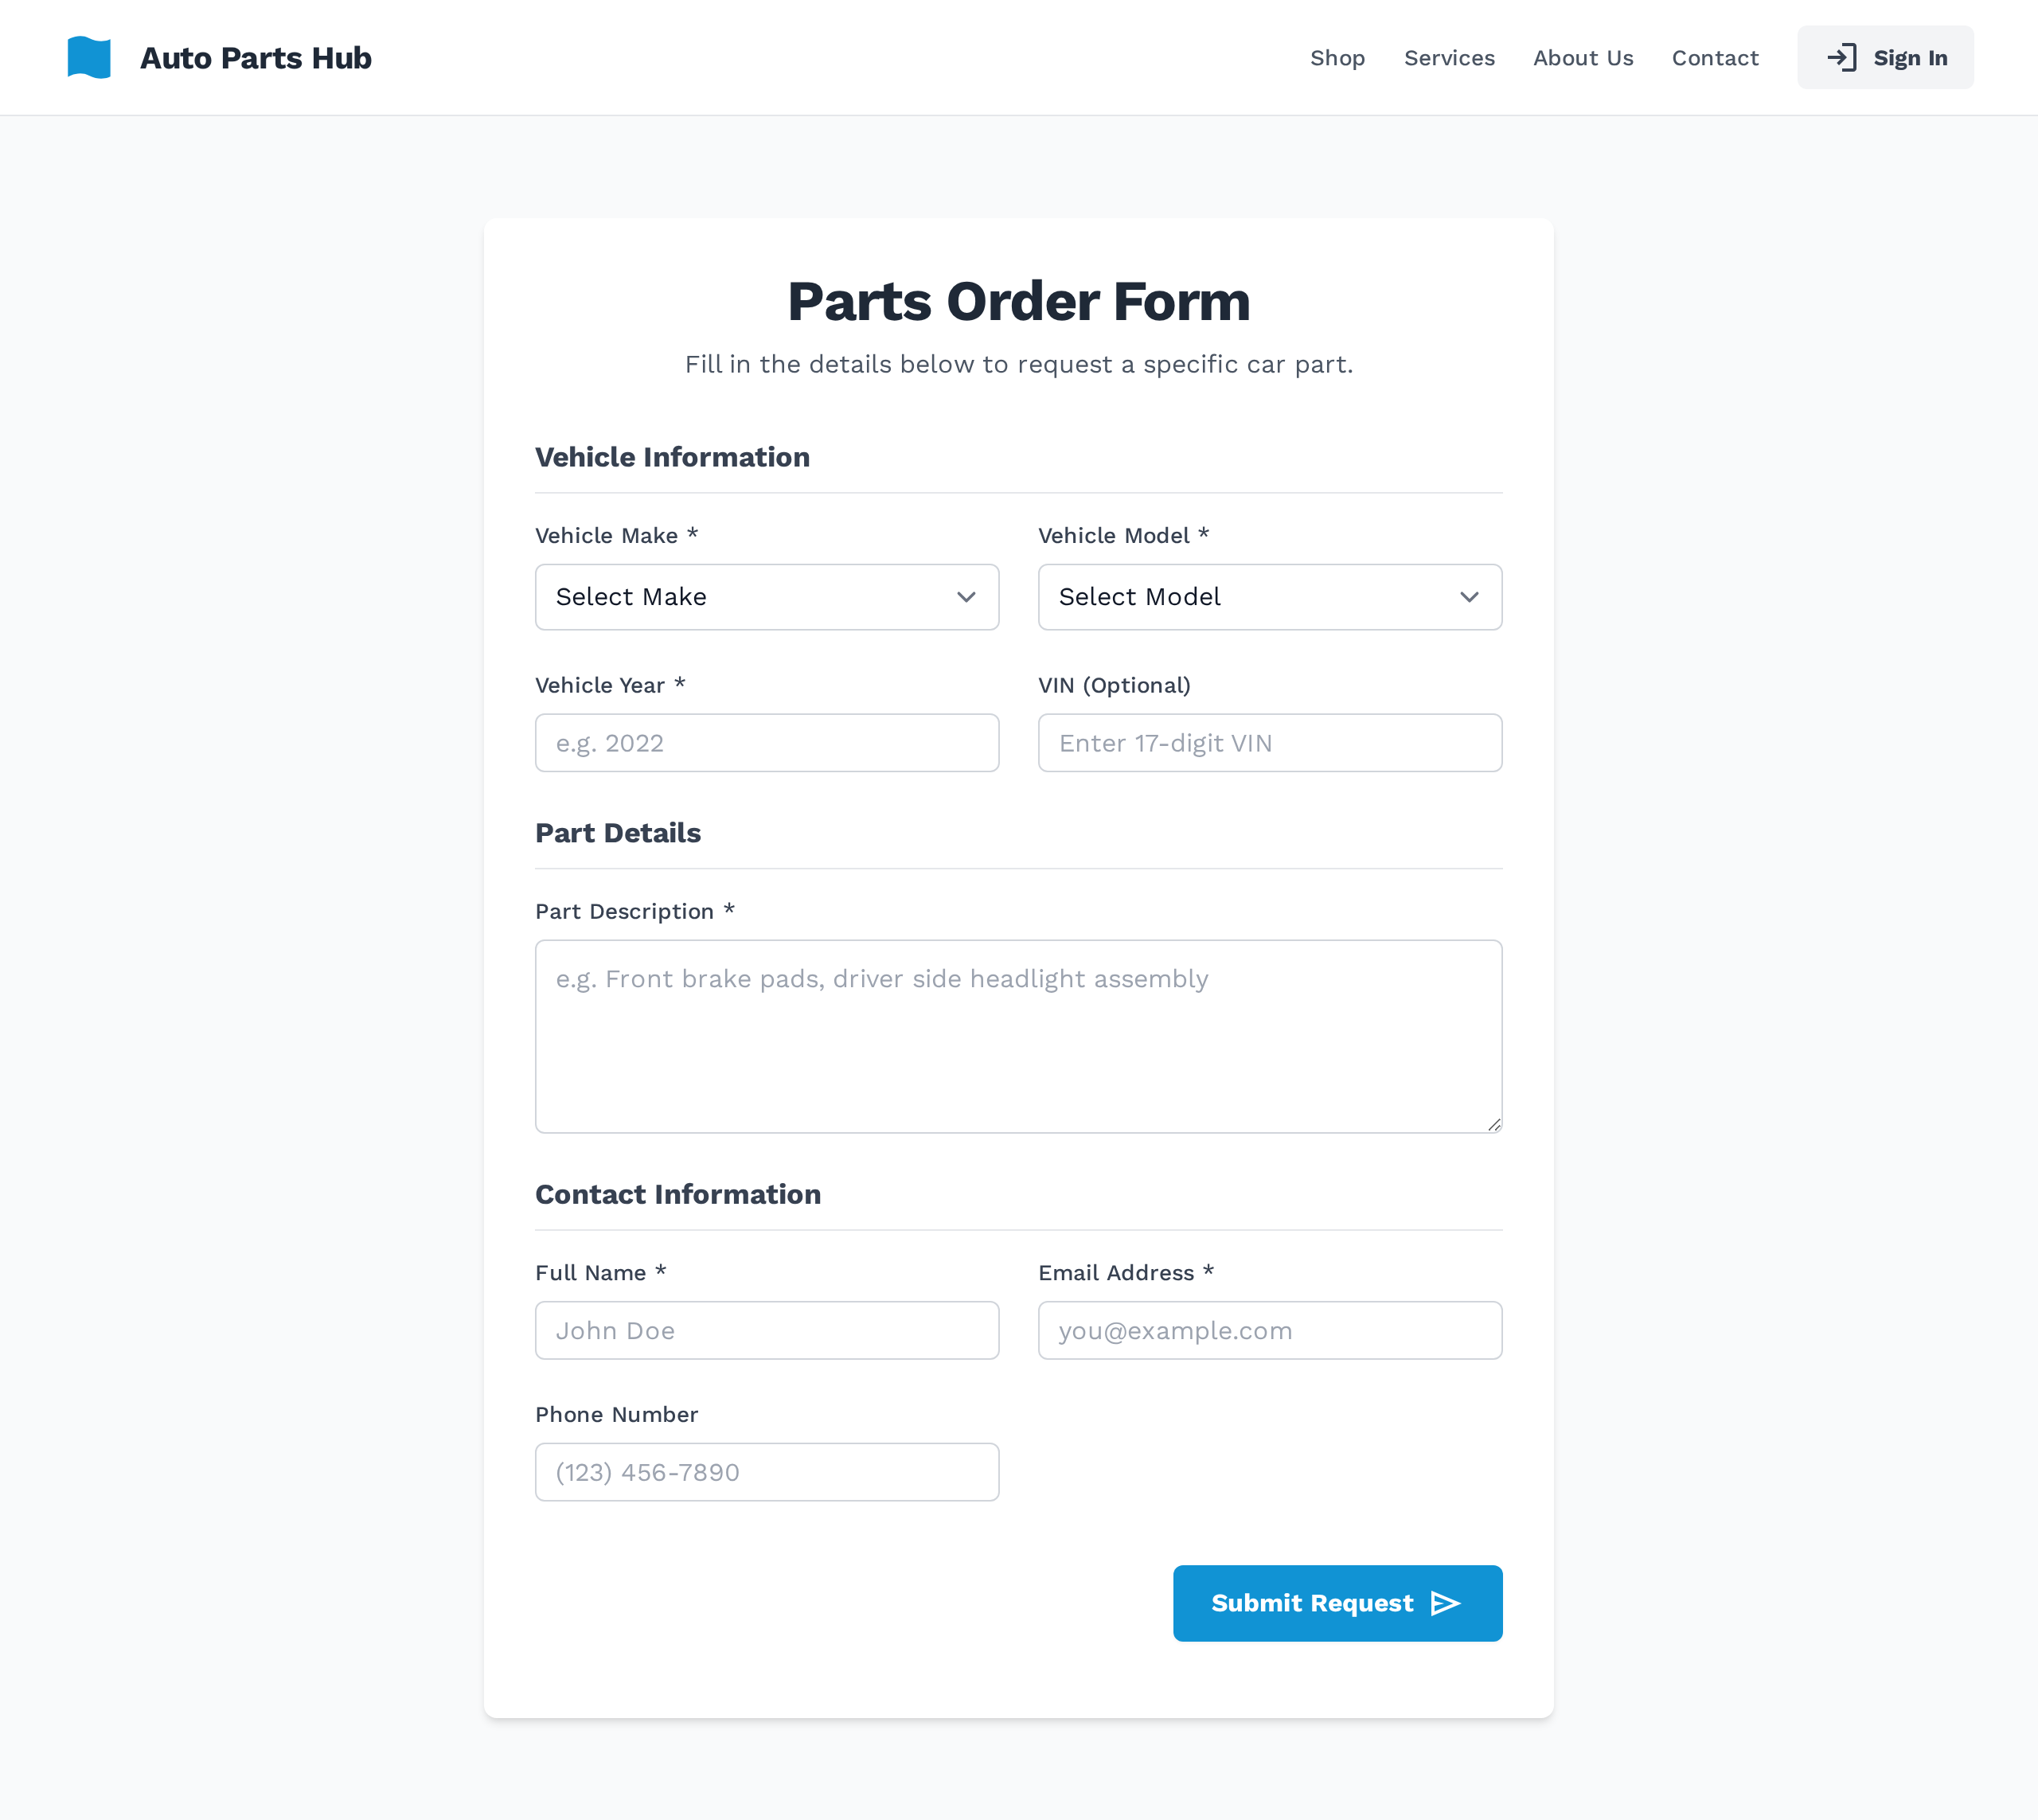 Auto Parts Hub
Shop
Services
About Us
Contact
Sign In
Parts Order Form
Fill in the details below to request a specific car part.
Vehicle Information
Vehicle Make *
Vehicle Model *
Select Make
Select Model
Vehicle Year *
VIN (Optional)
e.g. 2022
Enter 17-digit VIN
Part Details
Part Description *
e.g. Front brake pads, driver side headlight assembly
Contact Information
Full Name *
Email Address *
John Doe
you@example.com
Phone Number
(123) 456-7890
Submit Request